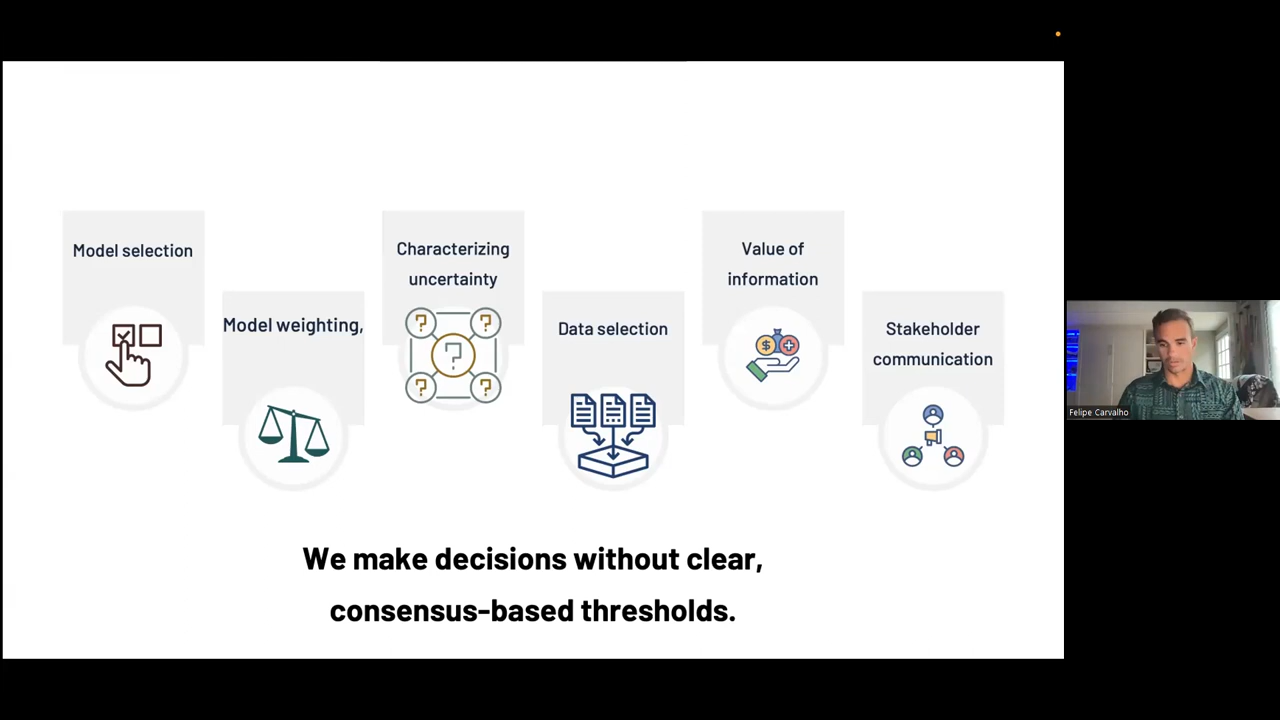 Model selection
Model weighting,
Characterizing
uncertainty
Data selection
Value of
information
Stakeholder
communication
We make decisions without clear,
consensus-based thresholds.
Felipe Carvalho